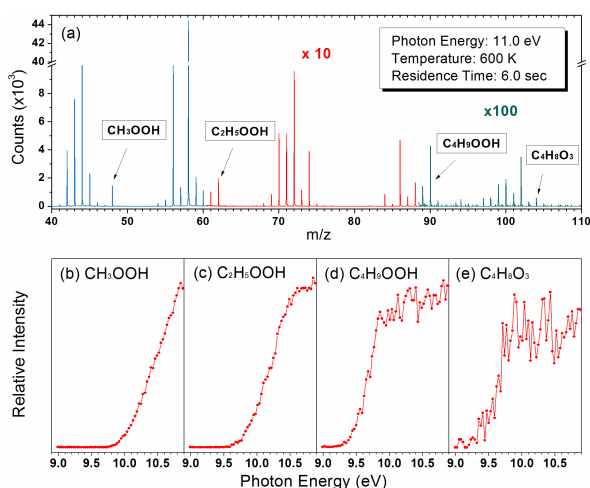 (a)
x 10
Photon Energy: 11.0 eV
Temperature: 600 K
Residence Time: 6.0 sec
x100
CH₃OOH
C₂H₅OOH
C₄H₉OOH
C₄H₈O₃
Counts (x10³)
44
42
40
8
6
4
2
0
40 50 60 70 80 90 100 110
m/z
(b) CH₃OOH
(c) C₂H₅OOH
(d) C₄H₉OOH
(e) C₄H₈O₃
Relative Intensity
9.0 9.5 10.0 10.5 9.0 9.5 10.0 10.5 9.0 9.5 10.0 10.5 9.0 9.5 10.0 10.5
Photon Energy (eV)